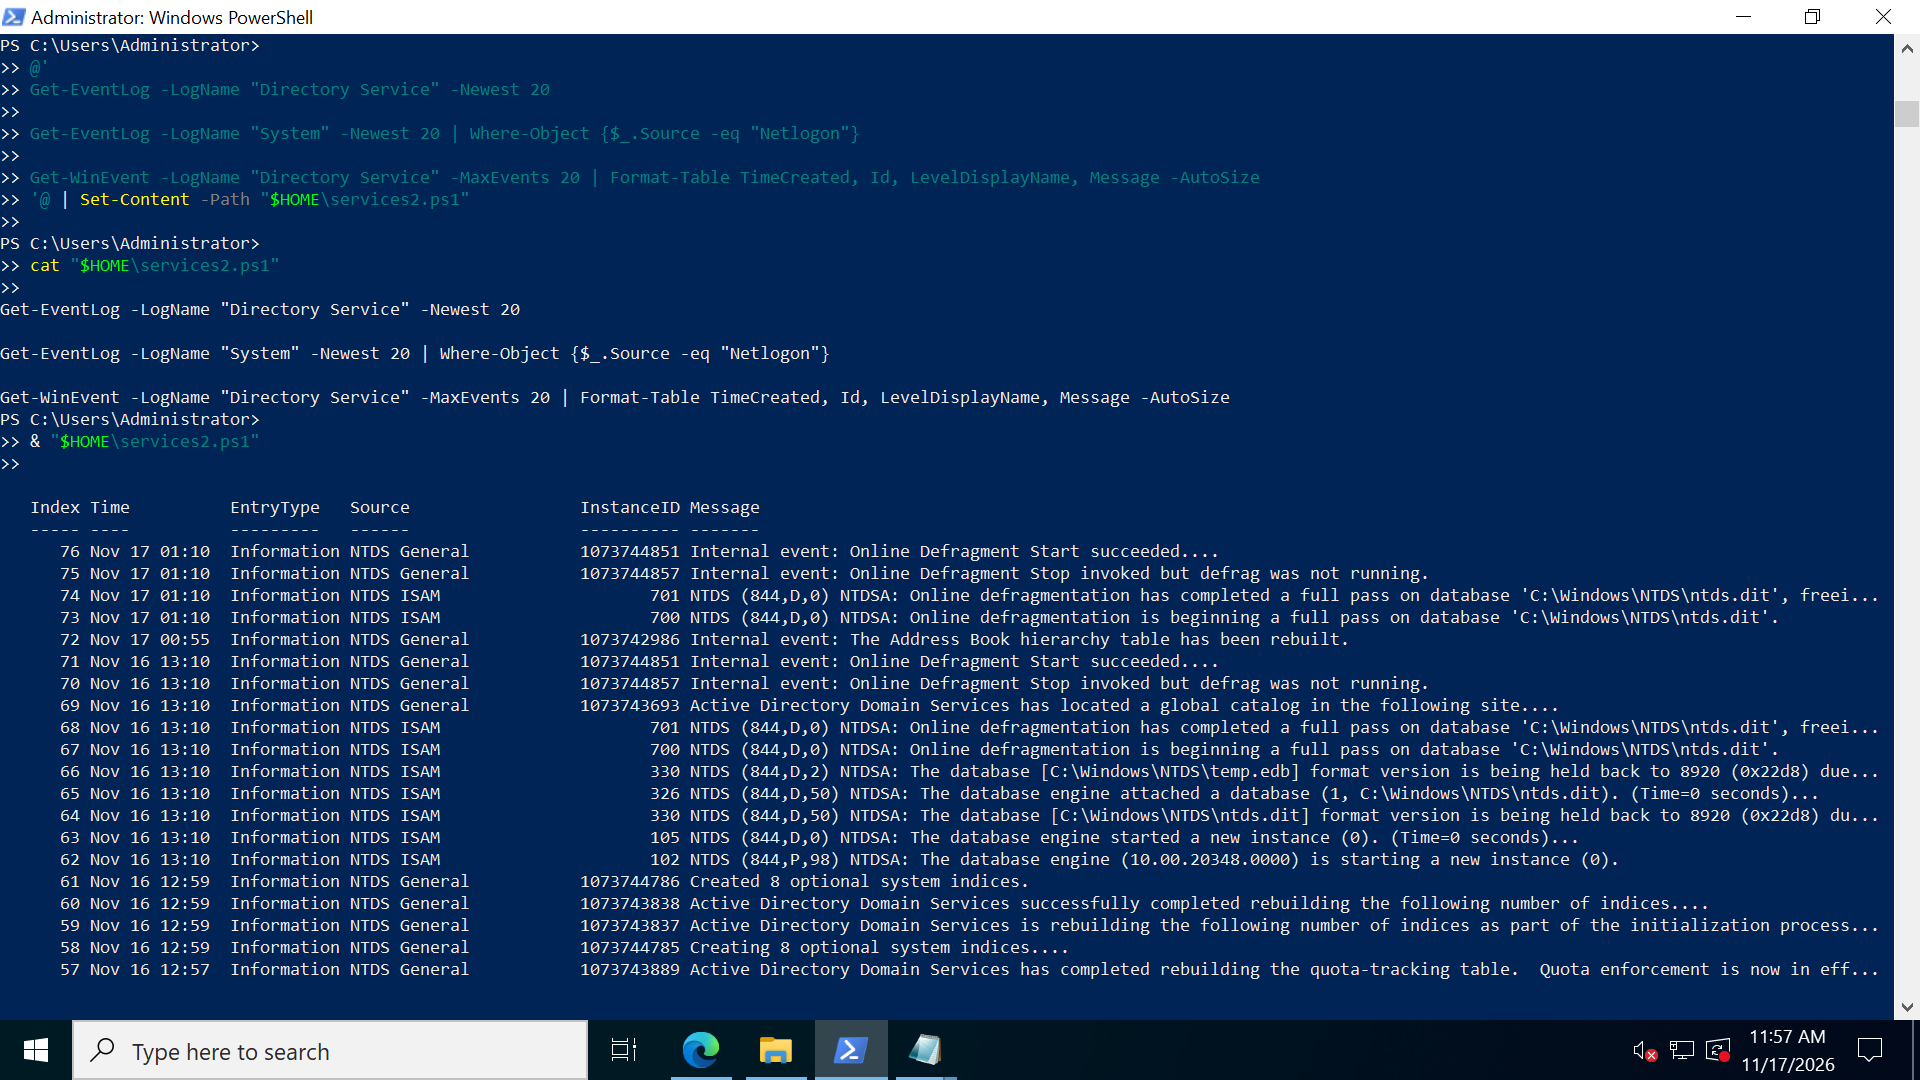 Administrator: Windows PowerShell
PS C:\Users\Administrator>
>> @'
>> Get-EventLog -LogName "Directory Service" -Newest 20
>>
>> Get-EventLog -LogName "System" -Newest 20 | Where-Object {$_.Source -eq "Netlogon"}
>>
>> Get-WinEvent -LogName "Directory Service" -MaxEvents 20 | Format-Table TimeCreated, Id, LevelDisplayName, Message -AutoSize
>> '@ | Set-Content -Path "$HOME\services2.ps1"
>>
PS C:\Users\Administrator>
>> cat "$HOME\services2.ps1"
>>
Get-EventLog -LogName "Directory Service" -Newest 20
Get-EventLog -LogName "System" -Newest 20 | Where-Object {$_.Source -eq "Netlogon"}
Get-WinEvent -LogName "Directory Service" -MaxEvents 20 | Format-Table TimeCreated, Id, LevelDisplayName, Message -AutoSize
PS C:\Users\Administrator>
>> & "$HOME\services2.ps1"
>>
Index Time EntryType Source InstanceID Message
----- ---- --------- ------ ---------- -------
76 Nov 17 01:10 Information NTDS General 1073744851 Internal event: Online Defragment Start succeeded....
75 Nov 17 01:10 Information NTDS General 1073744857 Internal event: Online Defragment Stop invoked but defrag was not running.
74 Nov 17 01:10 Information NTDS ISAM 701 NTDS (844,D,0) NTDSA: Online defragmentation has completed a full pass on database 'C:\Windows\NTDS\ntds.dit', freei...
73 Nov 17 01:10 Information NTDS ISAM 700 NTDS (844,D,0) NTDSA: Online defragmentation is beginning a full pass on database 'C:\Windows\NTDS\ntds.dit'.
72 Nov 17 00:55 Information NTDS General 1073742986 Internal event: The Address Book hierarchy table has been rebuilt.
71 Nov 16 13:10 Information NTDS General 1073744851 Internal event: Online Defragment Start succeeded....
70 Nov 16 13:10 Information NTDS General 1073744857 Internal event: Online Defragment Stop invoked but defrag was not running.
69 Nov 16 13:10 Information NTDS General 1073743693 Active Directory Domain Services has located a global catalog in the following site....
68 Nov 16 13:10 Information NTDS ISAM 701 NTDS (844,D,0) NTDSA: Online defragmentation has completed a full pass on database 'C:\Windows\NTDS\ntds.dit', freei...
67 Nov 16 13:10 Information NTDS ISAM 700 NTDS (844,D,0) NTDSA: Online defragmentation is beginning a full pass on database 'C:\Windows\NTDS\ntds.dit'.
66 Nov 16 13:10 Information NTDS ISAM 330 NTDS (844,D,2) NTDSA: The database [C:\Windows\NTDS\temp.edb] format version is being held back to 8920 (0x22d8) due...
65 Nov 16 13:10 Information NTDS ISAM 326 NTDS (844,D,50) NTDSA: The database engine attached a database (1, C:\Windows\NTDS\ntds.dit). (Time=0 seconds)...
64 Nov 16 13:10 Information NTDS ISAM 330 NTDS (844,D,50) NTDSA: The database [C:\Windows\NTDS\ntds.dit] format version is being held back to 8920 (0x22d8) du...
63 Nov 16 13:10 Information NTDS ISAM 105 NTDS (844,D,0) NTDSA: The database engine started a new instance (0). (Time=0 seconds)...
62 Nov 16 13:10 Information NTDS ISAM 102 NTDS (844,P,98) NTDSA: The database engine (10.00.20348.0000) is starting a new instance (0).
61 Nov 16 12:59 Information NTDS General 1073744786 Created 8 optional system indices.
60 Nov 16 12:59 Information NTDS General 1073743838 Active Directory Domain Services successfully completed rebuilding the following number of indices....
59 Nov 16 12:59 Information NTDS General 1073743837 Active Directory Domain Services is rebuilding the following number of indices as part of the initialization process...
58 Nov 16 12:59 Information NTDS General 1073744785 Creating 8 optional system indices....
57 Nov 16 12:57 Information NTDS General 1073743889 Active Directory Domain Services has completed rebuilding the quota-tracking table.  Quota enforcement is now in eff...
Type here to search
11:57 AM
11/17/2026